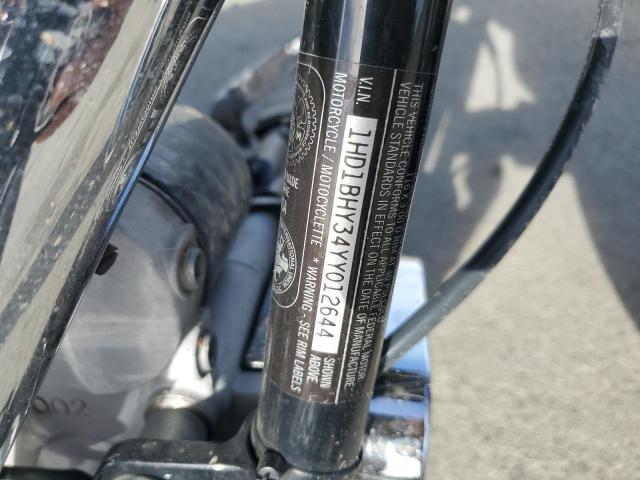 THIS VEHICLE CONFORMS TO ALL APPLICABLE FEDERAL MOTOR
VEHICLE STANDARDS IN EFFECT ON THE DATE OF MANUFACTURE
SHOWN
ABOVE
V.I.N. 1HD1BHY34YY012644
MOTORCYCLE / MOTOCYCLETTE * WARNING - SEE RIM LABELS
002